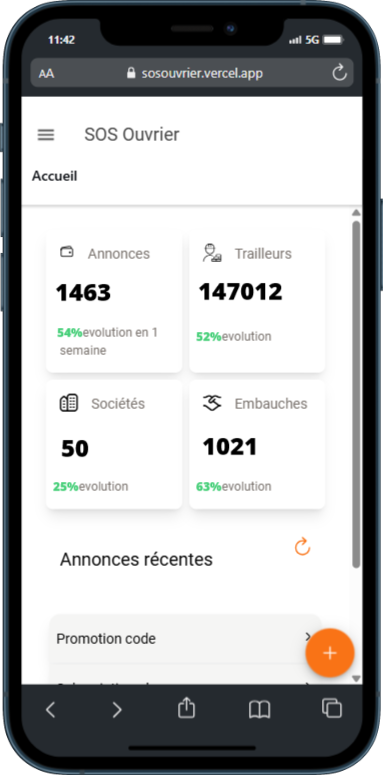 11:42
5G
AA
sosouvrier.vercel.app
SOS Ouvrier
Accueil
Annonces
1463
54%evolution en 1
semaine
Trailleurs
147012
52%evolution
Sociétés
50
25%evolution
Embauches
1021
63%evolution
Annonces récentes
Promotion code
+